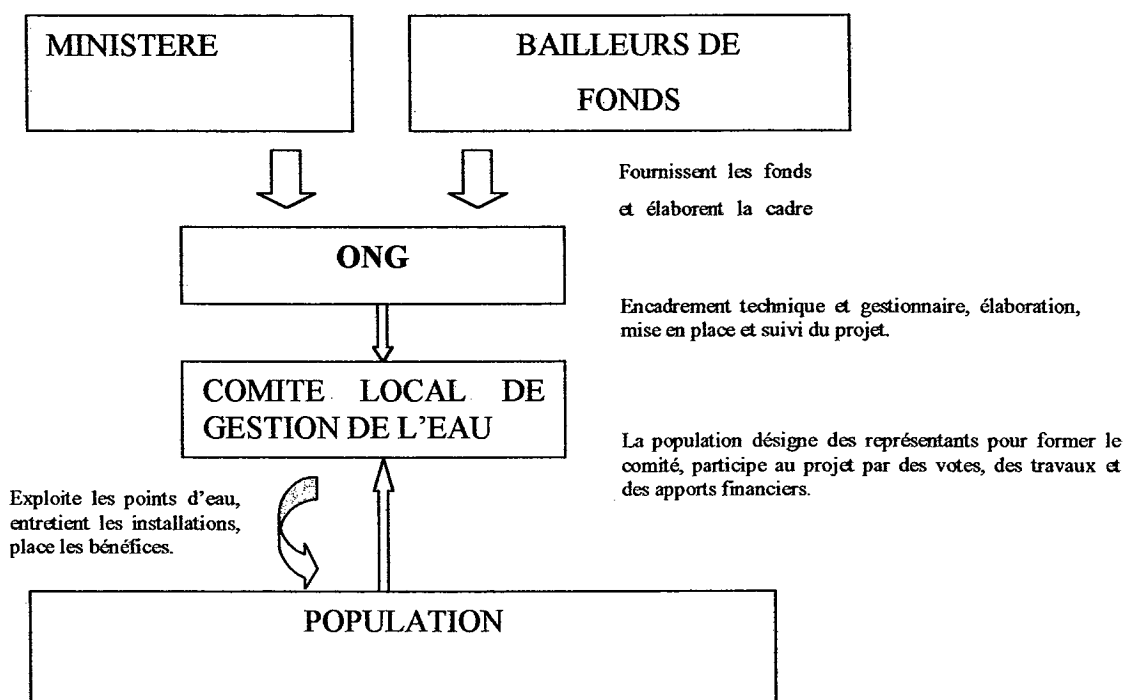 MINISTERE
BAILLEURS DE
FONDS
Fournissent les fonds
et élaborent la cadre
ONG
Encadrement technique et gestionnaire, élaboration,
mise en place et suivi du projet.
COMITE LOCAL DE
GESTION DE L'EAU
La population désigne des représentants pour former le
comité, participe au projet par des votes, des travaux et
des apports financiers.
Exploite les points d'eau,
entretient les installations,
place les bénéfices.
POPULATION